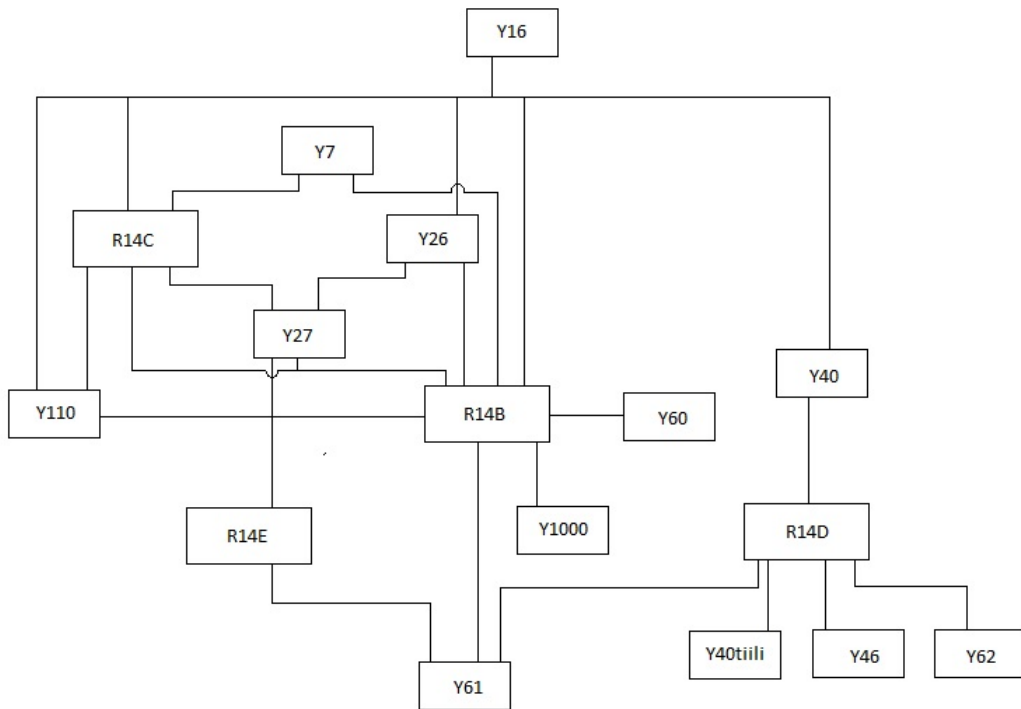 Y16
Y7
R14C
Y26
Y27
Y40
Y110
R14B
Y60
R14E
Y1000
R14D
Y40tiili
Y46
Y62
Y61